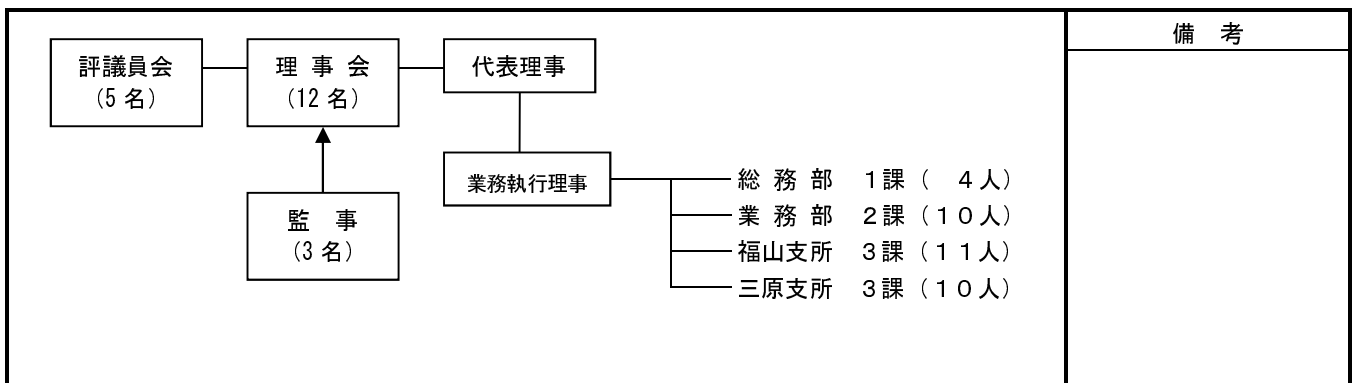 備　考
評議員会
（5 名）
理 事 会
（12 名）
代表理事
業務執行理事
監　事
（3 名）
総 務 部　１課（　４人）
業 務 部　２課（１０人）
福山支所　３課（１１人）
三原支所　３課（１０人）